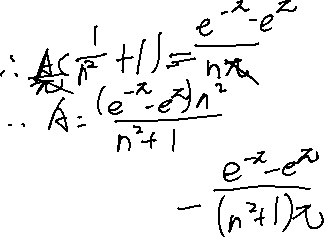 ∴ A(1/n² + 1) = (e^-π - e^π)/nπ
∴ A = (e^-π - e^π)n²/(n² + 1)
- (e^-π - e^π)/((n² + 1)π)